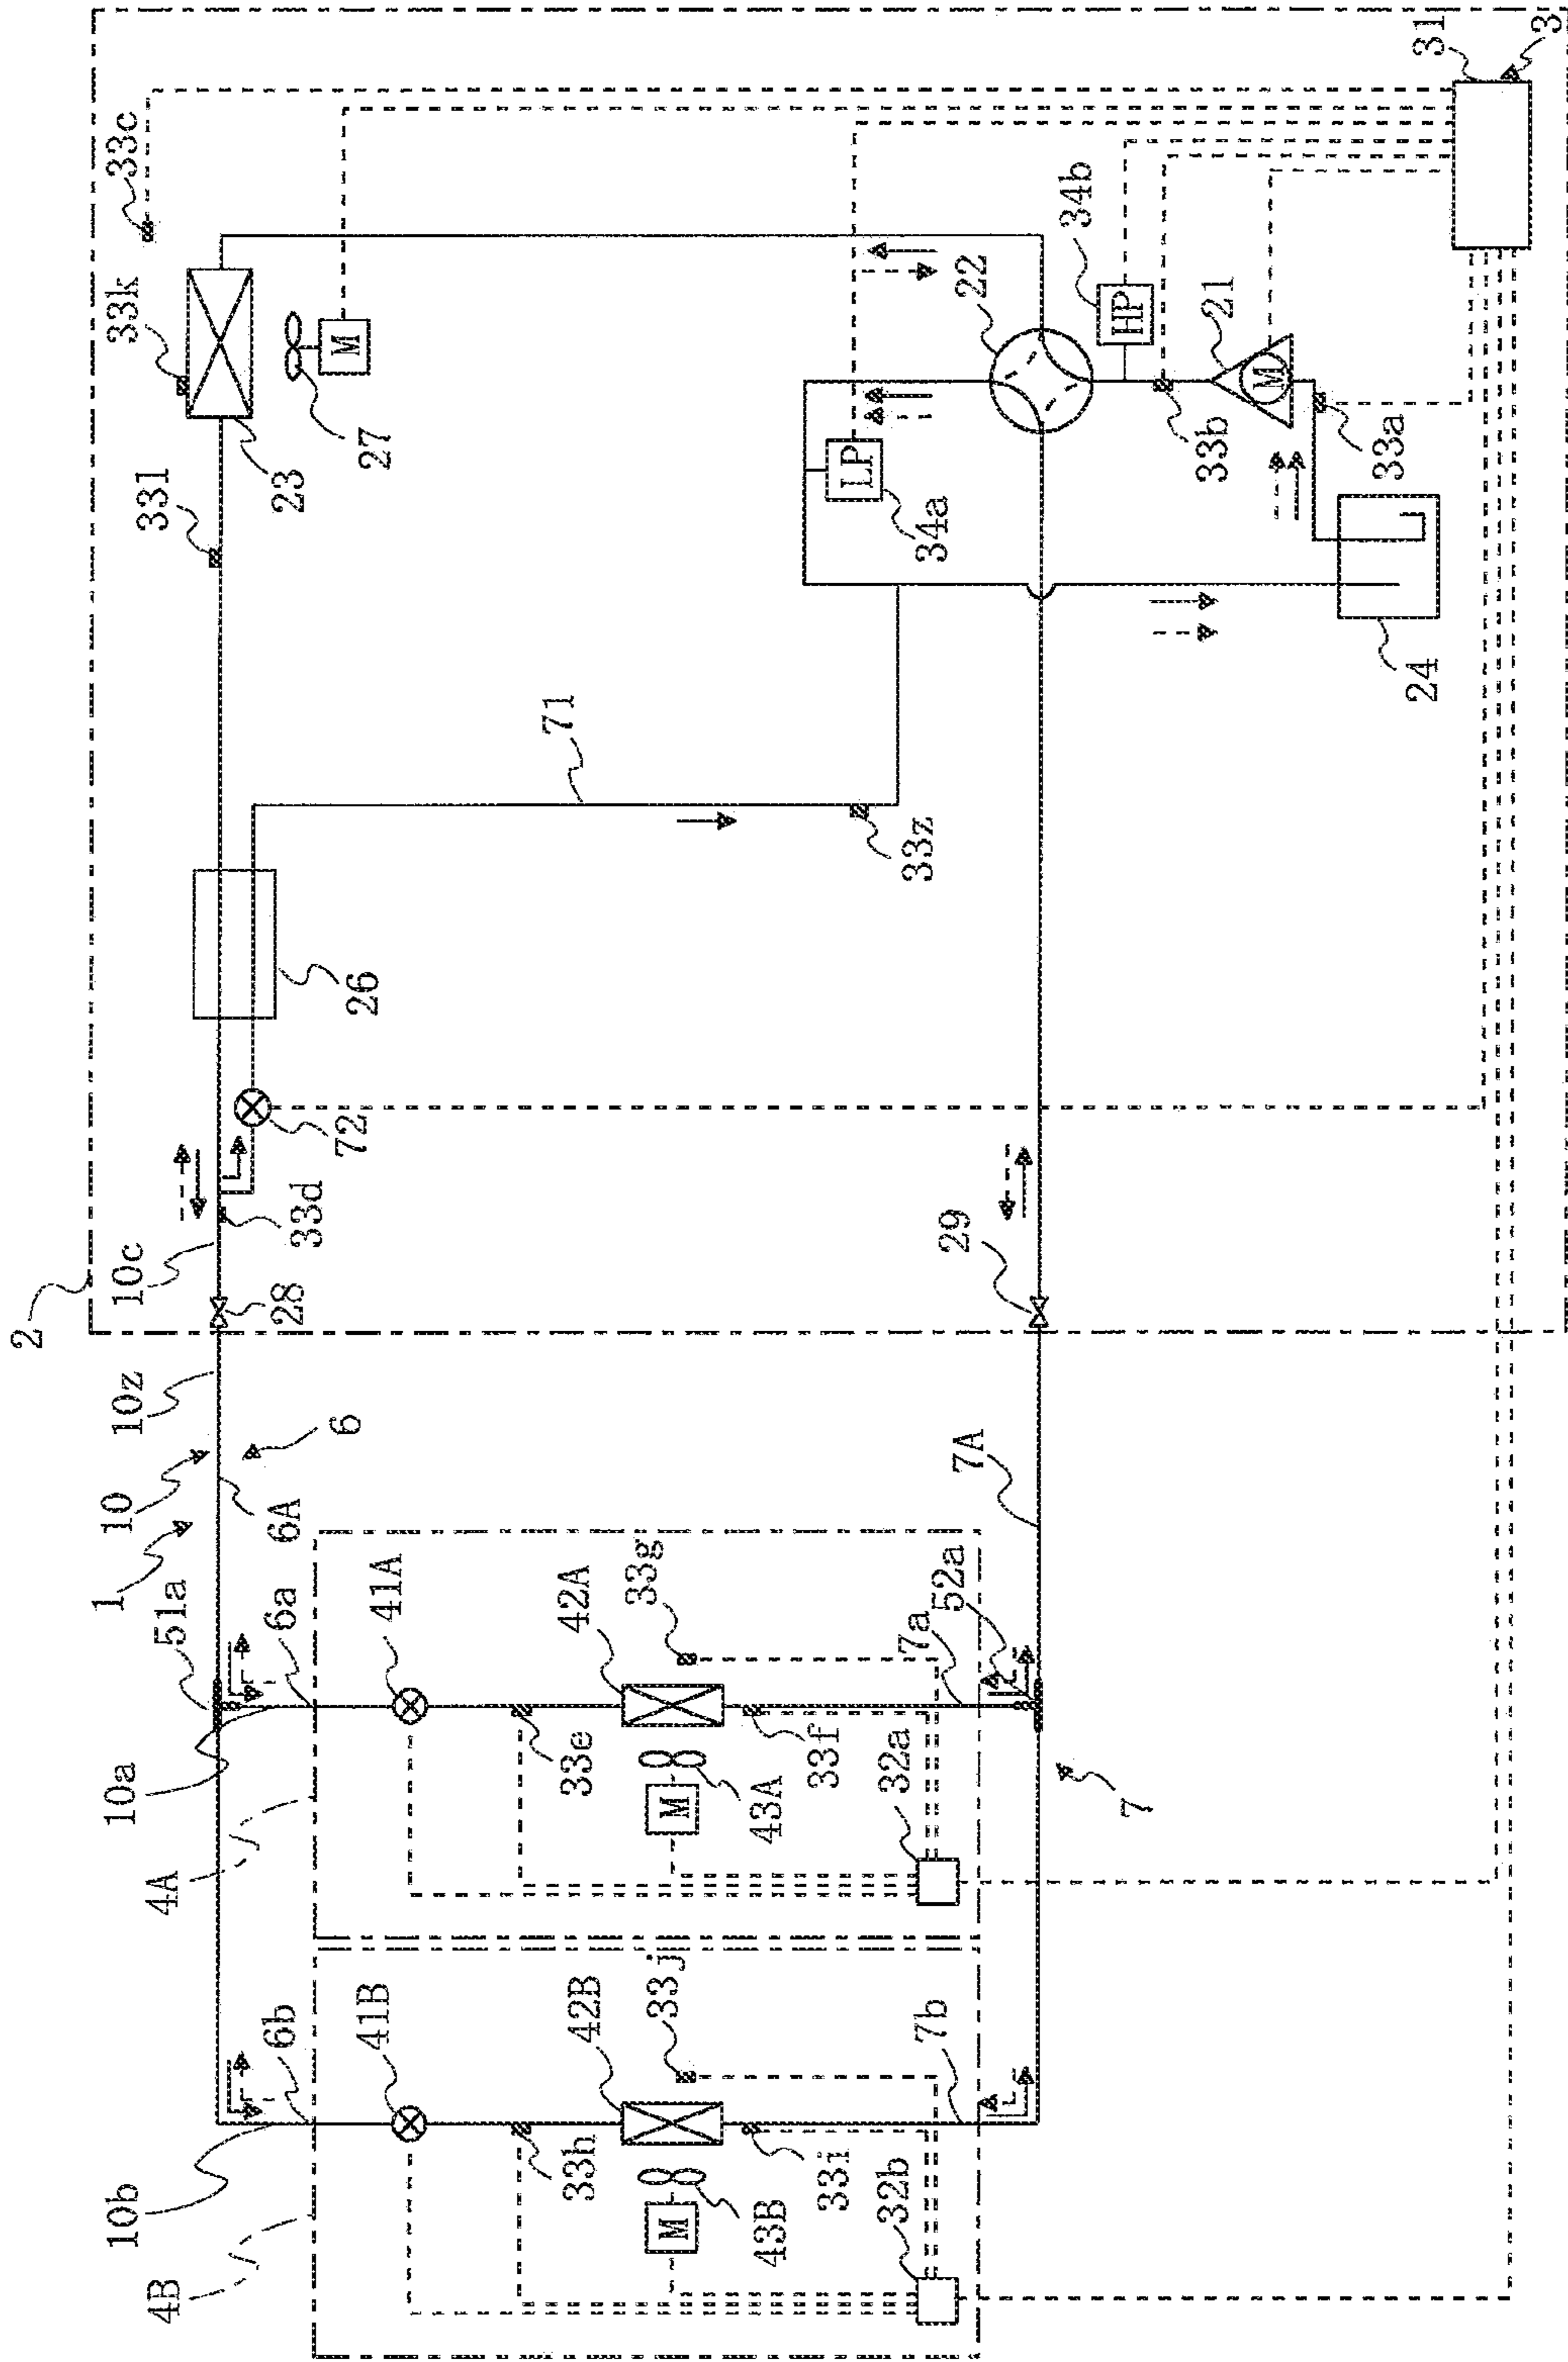 2
1
10
10z
10c
28
33d
72
26
71
33z
331
23
33k
33c
27
M
6
6A
51a
10a
6a
4A
41A
33e
42A
33g
M
43A
33f
32a
7a
52a
7A
7
10b
6b
4B
41B
33h
42B
33j
M
43B
33i
32b
7b
29
LP
34a
22
34b
HP
33b
21
M
33a
24
31
3